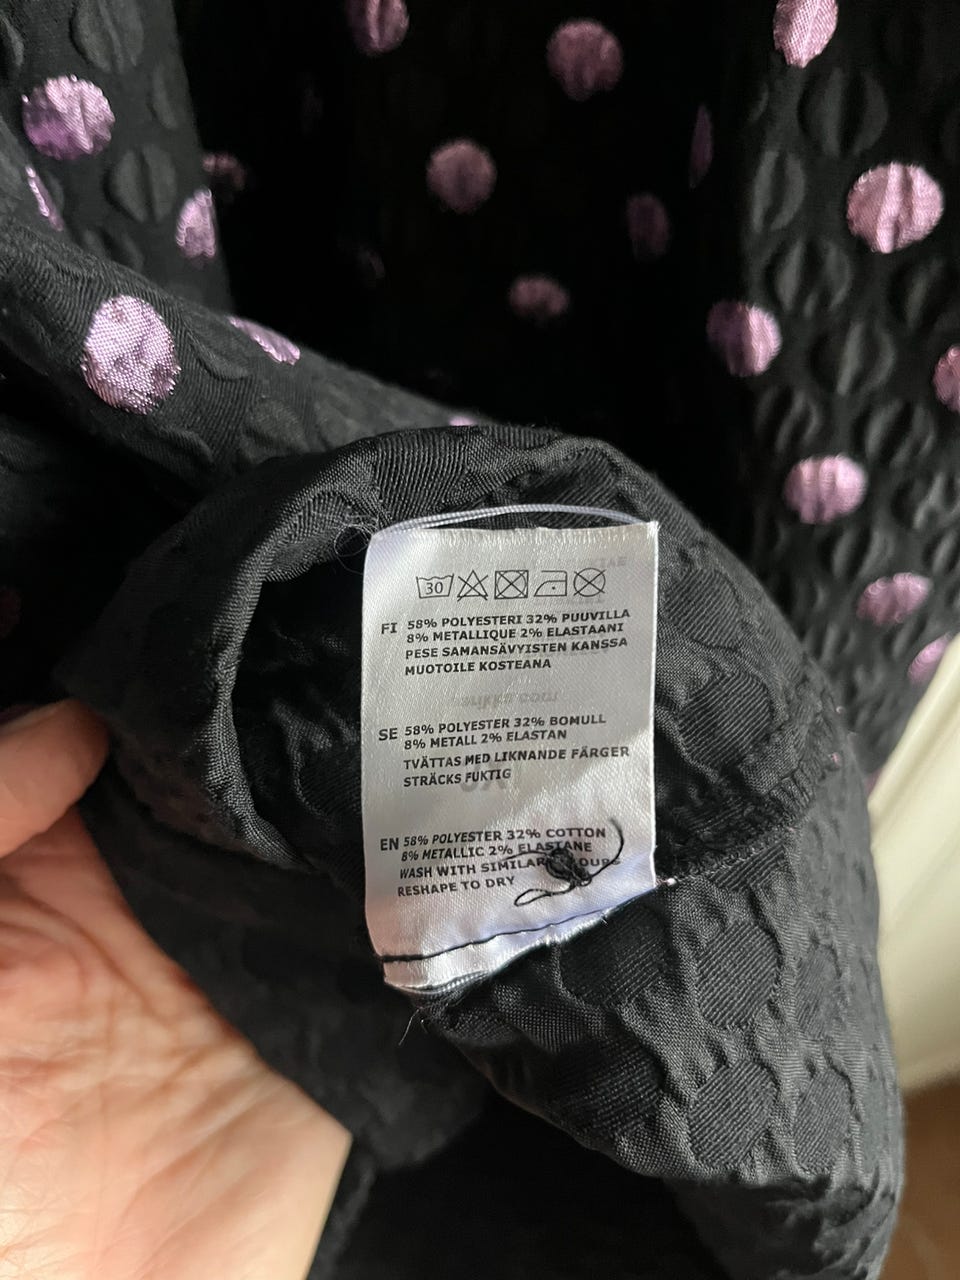 30
FI 58% POLYESTERI 32% PUUVILLA
8% METALLIQUE 2% ELASTAANI
PESE SAMANSÄVYISTEN KANSSA
MUOTOILE KOSTEANA
SE 58% POLYESTER 32% BOMULL
8% METALL 2% ELASTAN
TVÄTTAS MED LIKNANDE FÄRGER
STRÄCKS FUKTIG
EN 58% POLYESTER 32% COTTON
8% METALLIC 2% ELASTANE
WASH WITH SIMILAR COLOURS
RESHAPE TO DRY